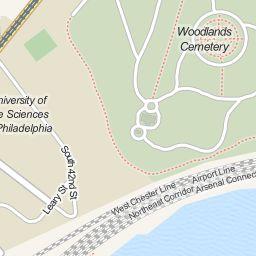 Woodlands
Cemetery
niversity of
e Sciences
Philadelphia
South 42nd St
Leary St
West Chester Line
Northeast Corridor
Airport Line
Arsenal Connec